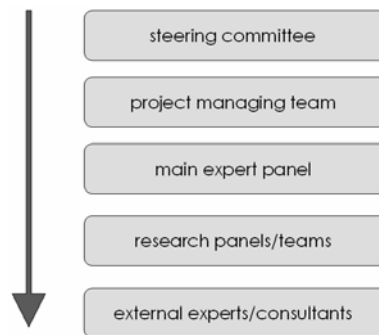 steering committee
project managing team
main expert panel
research panels/teams
external experts/consultants